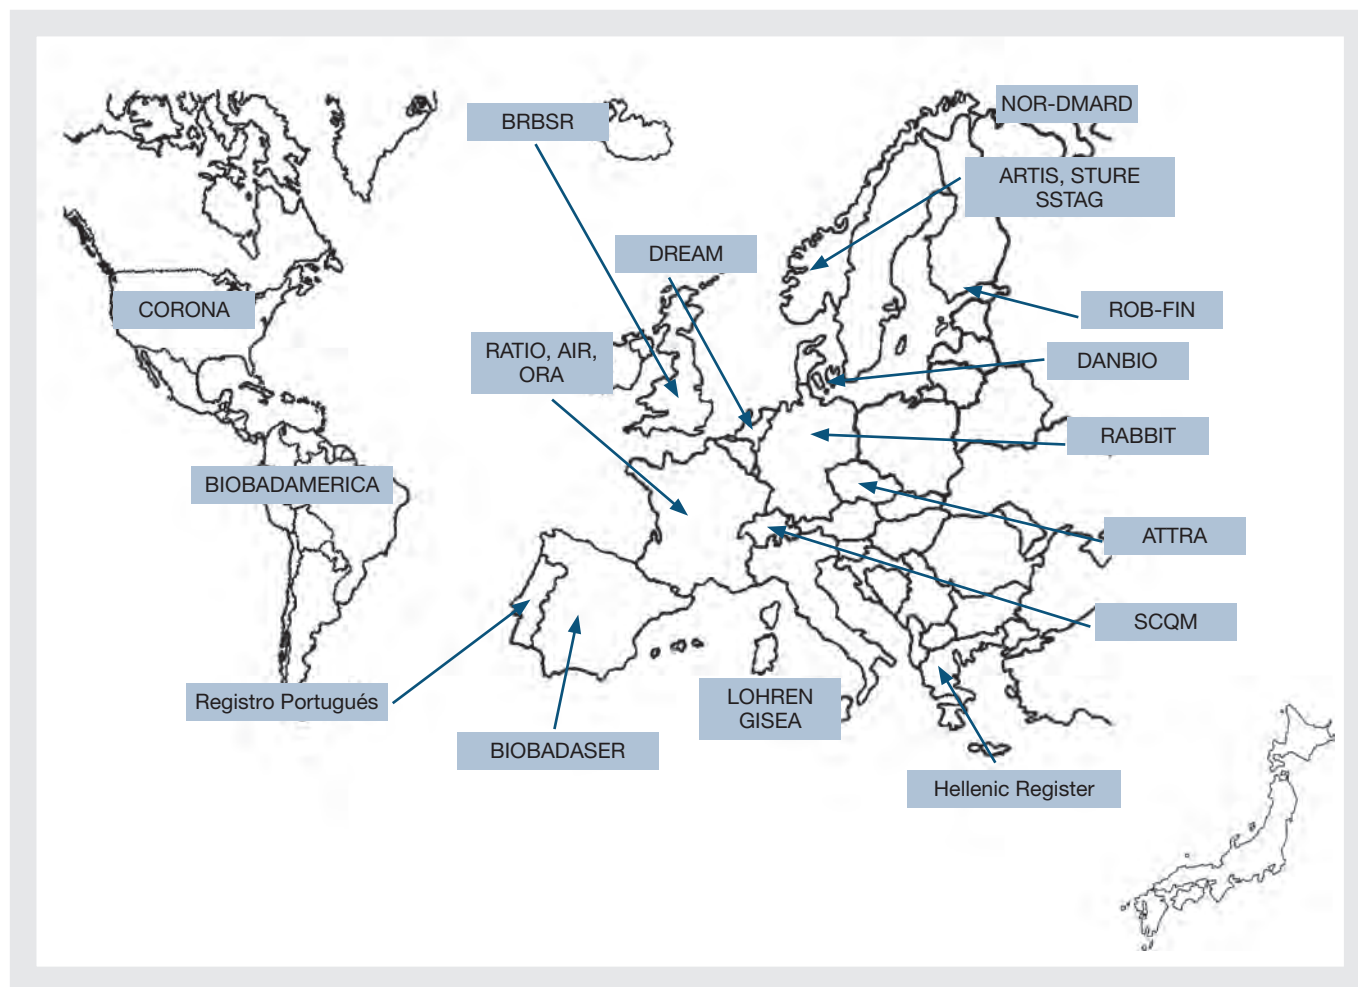 NOR-DMARD
BRBSR
ARTIS, STURE
SSTAG
DREAM
CORONA
ROB-FIN
RATIO, AIR,
ORA
DANBIO
RABBIT
BIOBADAMERICA
ATTRA
SCQM
Registro Portugués
LOHREN
GISEA
BIOBADASER
Hellenic Register